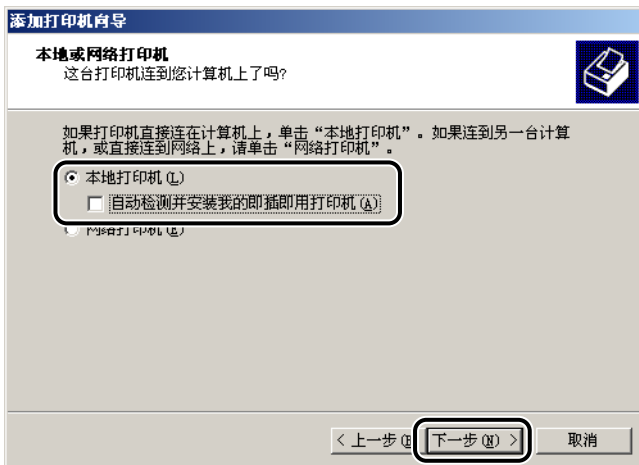 添加打印机向导
本地或网络打印机
这台打印机连到您计算机上了吗?
如果打印机直接连在计算机上，单击“本地打印机”。如果连到另一台计算
机，或直接连到网络上，请单击“网络打印机”。
本地打印机(L)
自动检测并安装我的即插即用打印机(A)
网络打印机(E)
< 上一步(B 下一步(N) > 取消